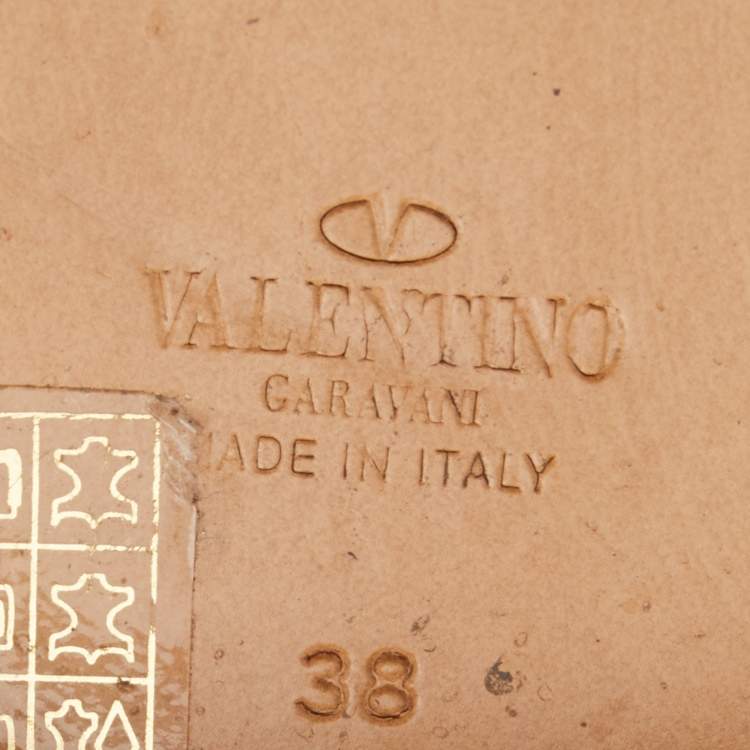 V
VALENTINO
GARAVANI
MADE IN ITALY
38